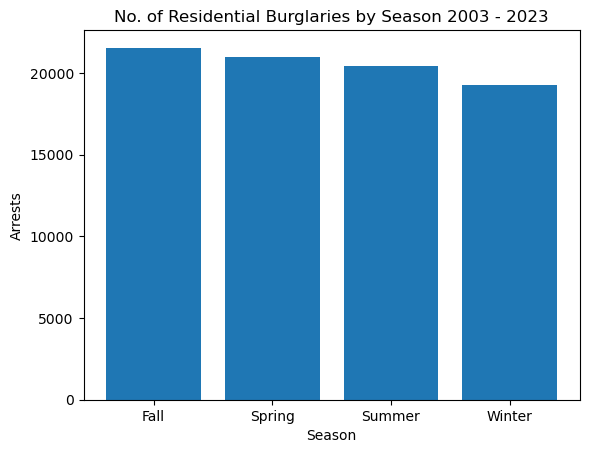 No. of Residential Burglaries by Season 2003 - 2023
20000
15000
10000
5000
0
Arrests
Fall Spring Summer Winter
Season